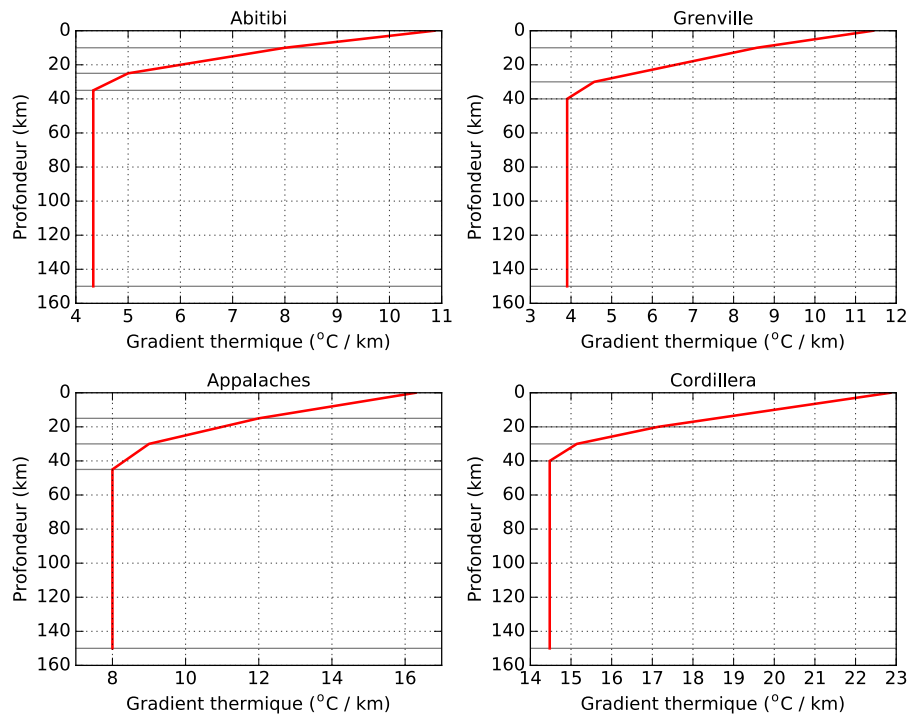 Abitibi
0
20
40
60
80
100
120
140
160
Profondeur (km)
4 5 6 7 8 9 10 11
Gradient thermique (°C / km)
Grenville
0
20
40
60
80
100
120
140
160
Profondeur (km)
3 4 5 6 7 8 9 10 11 12
Gradient thermique (°C / km)
Appalaches
0
20
40
60
80
100
120
140
160
Profondeur (km)
8 10 12 14 16
Gradient thermique (°C / km)
Cordillera
0
20
40
60
80
100
120
140
160
Profondeur (km)
14 15 16 17 18 19 20 21 22 23
Gradient thermique (°C / km)